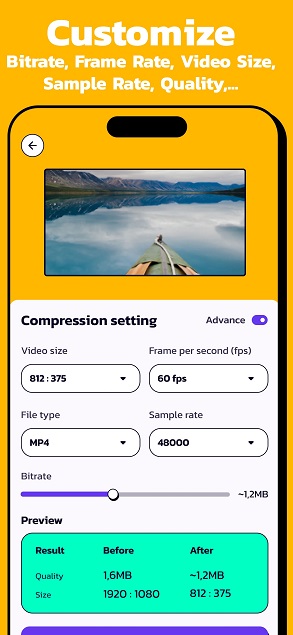 Customize
Bitrate, Frame Rate, Video Size,
Sample Rate, Quality,...
Compression setting
Advance
Video size
Frame per second (fps)
812 : 375
60 fps
File type
Sample rate
MP4
48000
Bitrate
~1,2MB
Preview
Result Before After
Quality 1,6MB ~1,2MB
Size 1920 : 1080 812 : 375